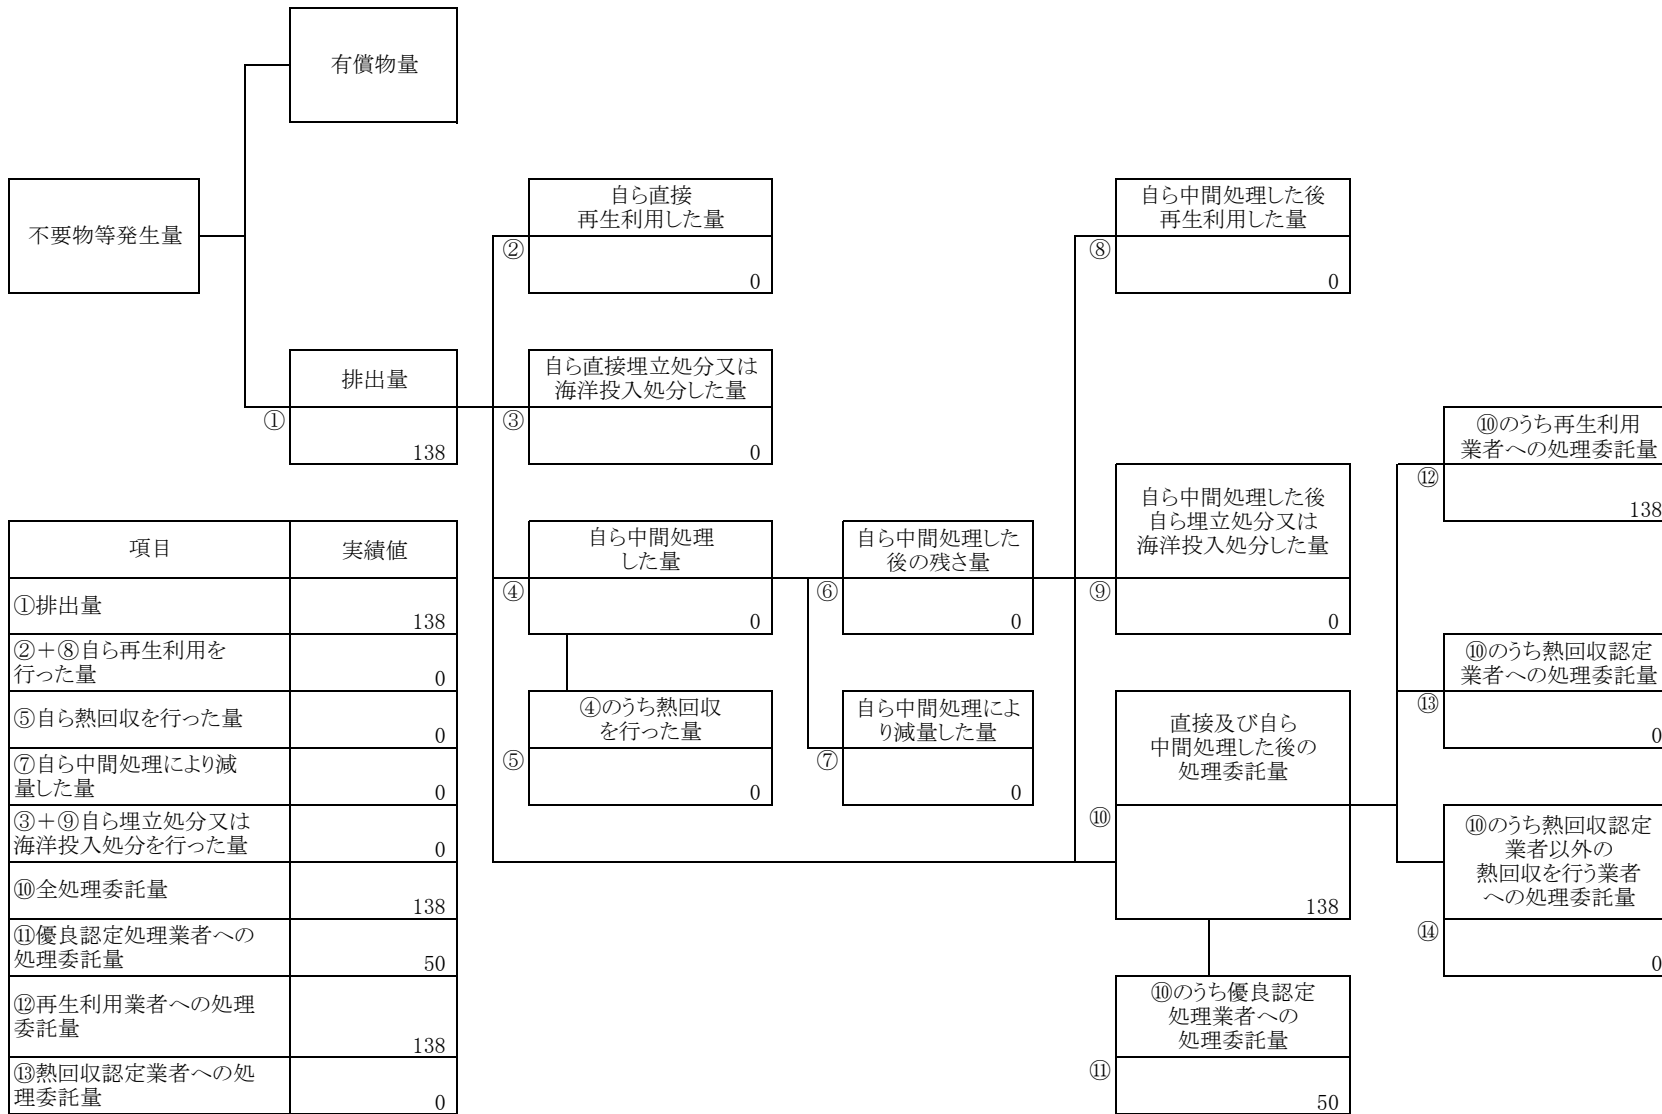 有償物量
不要物等発生量
自ら直接
再生利用した量
②
0
自ら中間処理した後
再生利用した量
⑧
0
排出量
①
138
自ら直接埋立処分又は
海洋投入処分した量
③
0
⑩のうち再生利用
業者への処理委託量
⑫
138
自ら中間処理
した量
④
0
自ら中間処理した
後の残さ量
⑥
0
自ら中間処理した後
自ら埋立処分又は
海洋投入処分した量
⑨
0
⑩のうち熱回収認定
業者への処理委託量
⑬
0
④のうち熱回収
を行った量
⑤
0
自ら中間処理によ
り減量した量
⑦
0
直接及び自ら
中間処理した後の
処理委託量
⑩
138
⑩のうち熱回収認定
業者以外の
熱回収を行う業者
への処理委託量
⑭
0
⑩のうち優良認定
処理業者への
処理委託量
⑪
50
項目 実績値
①排出量
138
②+⑧自ら再生利用を
行った量 0
⑤自ら熱回収を行った量
0
⑦自ら中間処理により減
量した量 0
③+⑨自ら埋立処分又は
海洋投入処分を行った量 0
⑩全処理委託量
138
⑪優良認定処理業者への
処理委託量 50
⑫再生利用業者への処理
委託量
138
⑬熱回収認定業者への処
理委託量 0